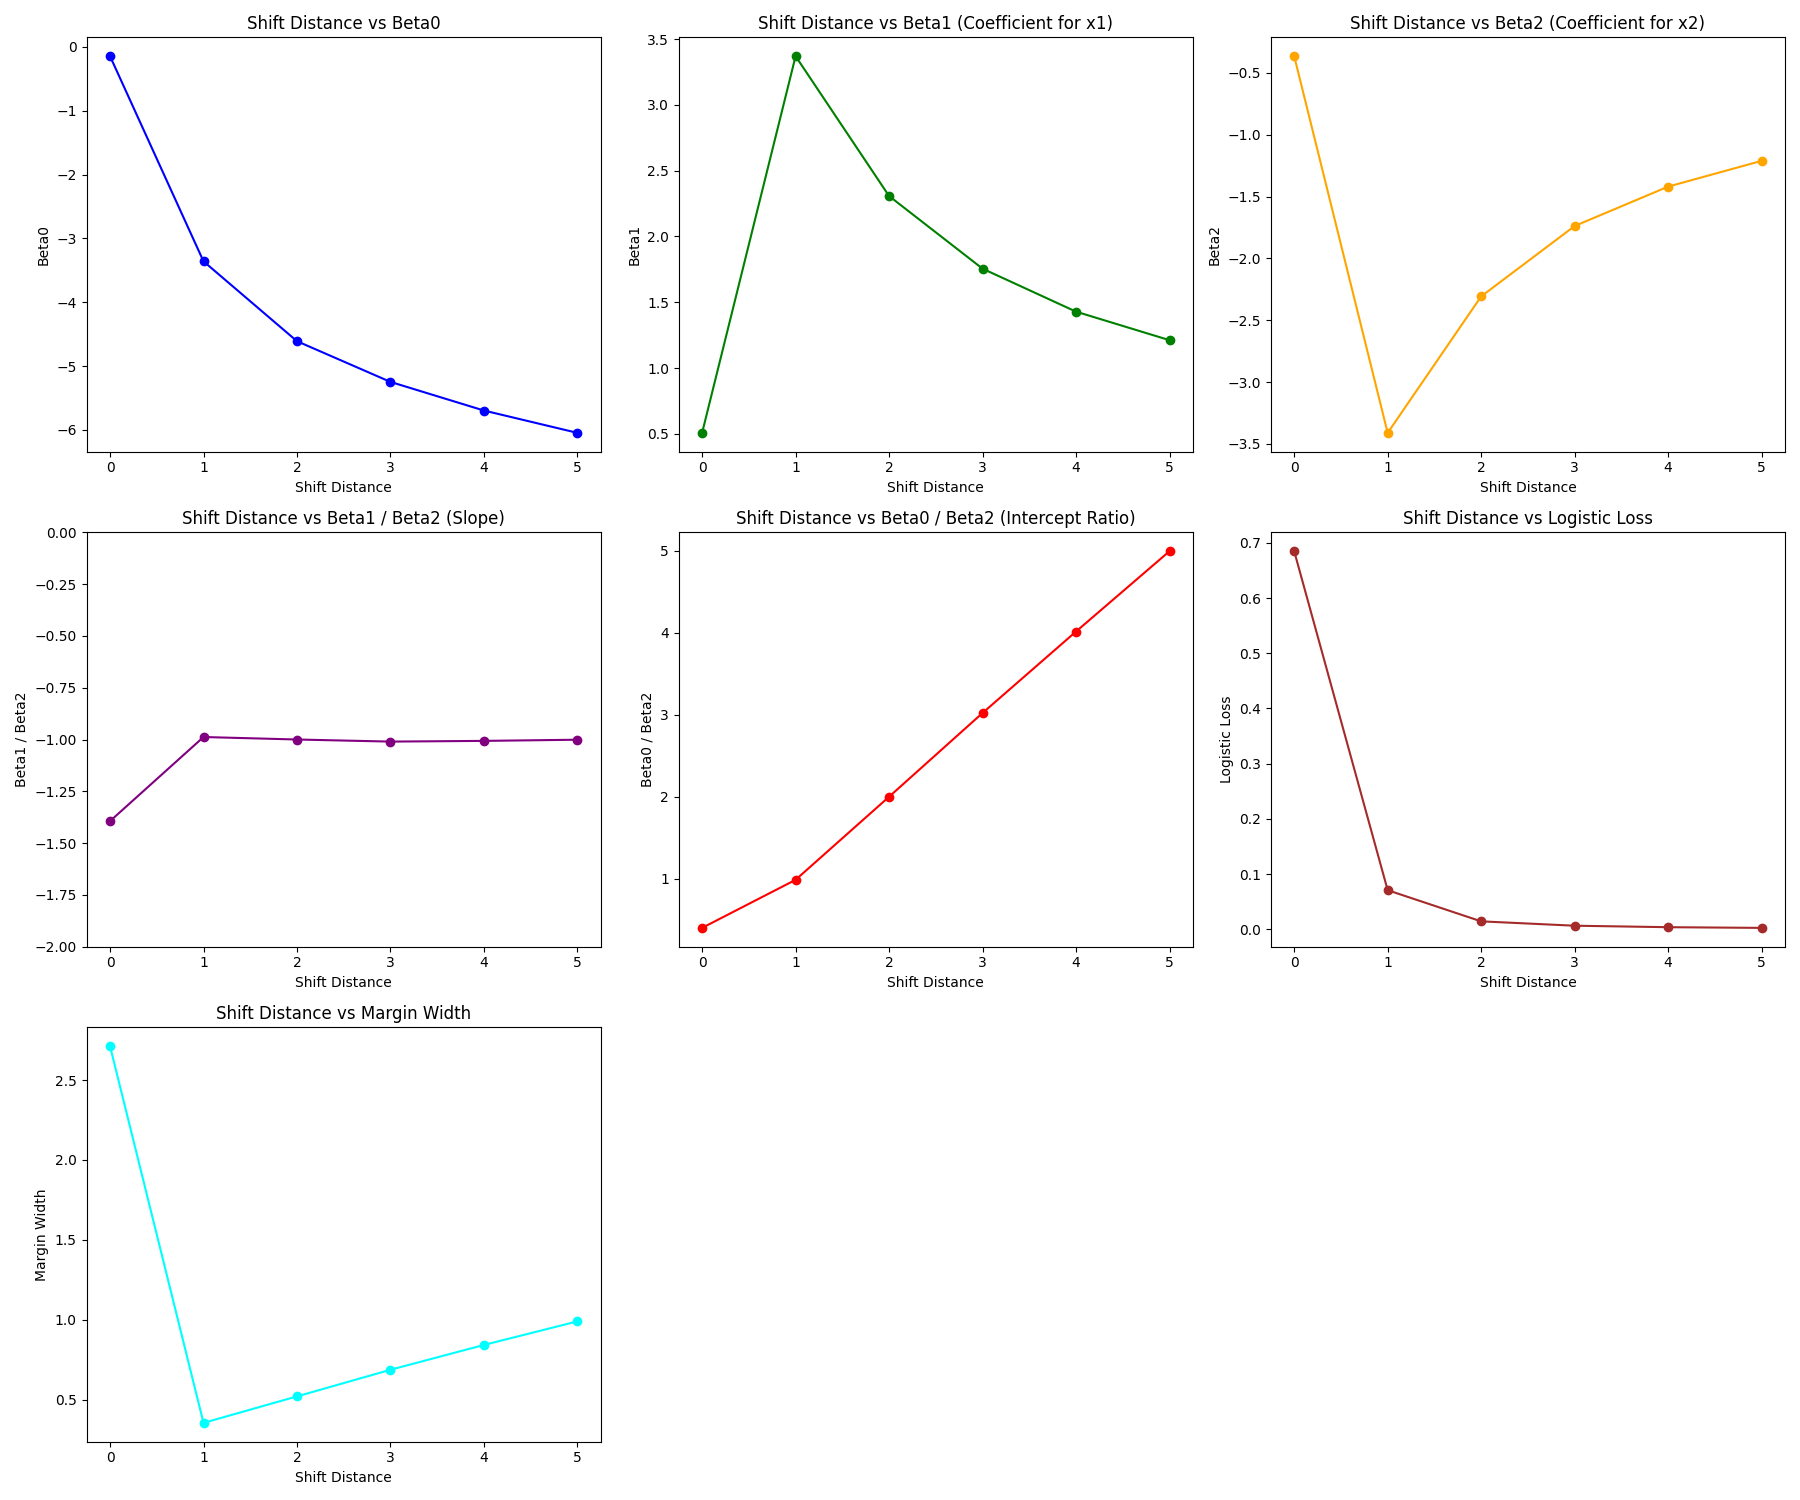 Shift Distance vs Beta0
Beta0
0
−1
−2
−3
−4
−5
−6
0 1 2 3 4 5
Shift Distance
Shift Distance vs Beta1 (Coefficient for x1)
Beta1
3.5
3.0
2.5
2.0
1.5
1.0
0.5
0 1 2 3 4 5
Shift Distance
Shift Distance vs Beta2 (Coefficient for x2)
Beta2
−0.5
−1.0
−1.5
−2.0
−2.5
−3.0
−3.5
0 1 2 3 4 5
Shift Distance
Shift Distance vs Beta1 / Beta2 (Slope)
Beta1 / Beta2
0.00
−0.25
−0.50
−0.75
−1.00
−1.25
−1.50
−1.75
−2.00
0 1 2 3 4 5
Shift Distance
Shift Distance vs Beta0 / Beta2 (Intercept Ratio)
Beta0 / Beta2
5
4
3
2
1
0 1 2 3 4 5
Shift Distance
Shift Distance vs Logistic Loss
Logistic Loss
0.7
0.6
0.5
0.4
0.3
0.2
0.1
0.0
0 1 2 3 4 5
Shift Distance
Shift Distance vs Margin Width
Margin Width
2.5
2.0
1.5
1.0
0.5
0 1 2 3 4 5
Shift Distance